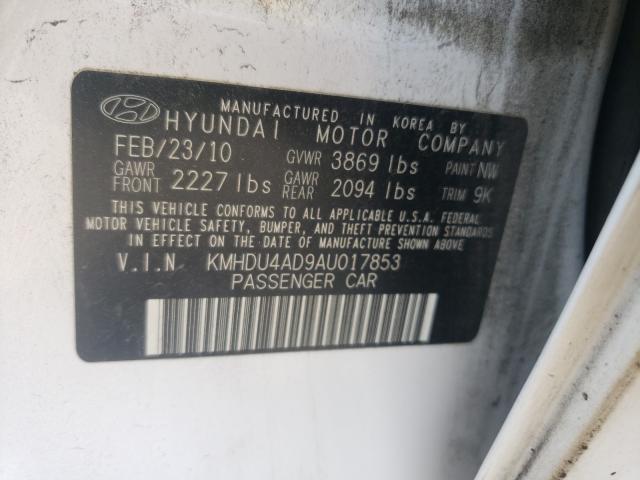 MANUFACTURED IN KOREA BY
HYUNDAI MOTOR COMPANY
FEB/23/10 GVWR 3869 lbs PAINT NW
GAWR FRONT 2227 lbs GAWR REAR 2094 lbs TRIM 9K
THIS VEHICLE CONFORMS TO ALL APPLICABLE U.S.A. FEDERAL
MOTOR VEHICLE SAFETY, BUMPER, AND THEFT PREVENTION STANDARDS
IN EFFECT ON THE DATE OF MANUFACTURE SHOWN ABOVE.
V.I.N KMHDU4AD9AU017853
PASSENGER CAR